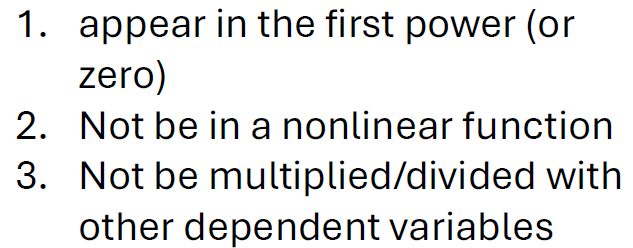 1. appear in the first power (or
zero)
2. Not be in a nonlinear function
3. Not be multiplied/divided with
other dependent variables